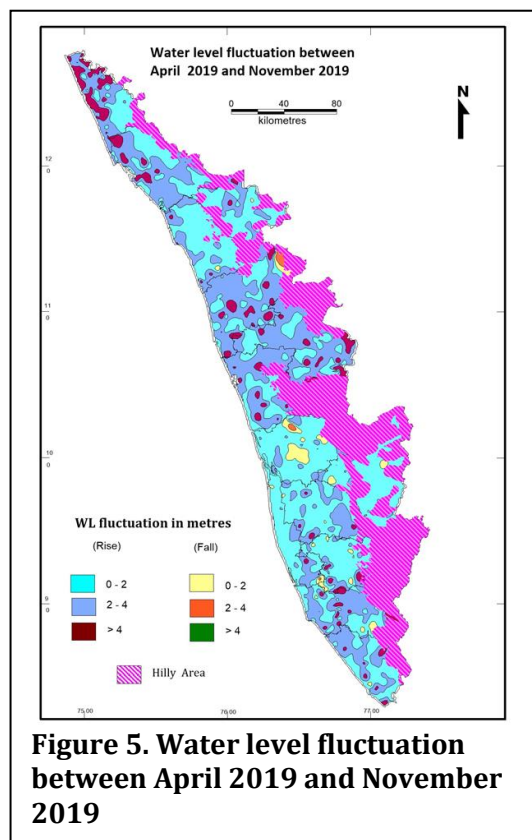 Water level fluctuation between
April 2019 and November 2019
N
0 40 80
kilometres
12
0
11
0
10
0
9
0
WL fluctuation in metres
(Rise) (Fall)
0 - 2 0 - 2
2 - 4 2 - 4
> 4 > 4
Hilly Area
75,00 76,00 77,00
Figure 5. Water level fluctuation
between April 2019 and November
2019